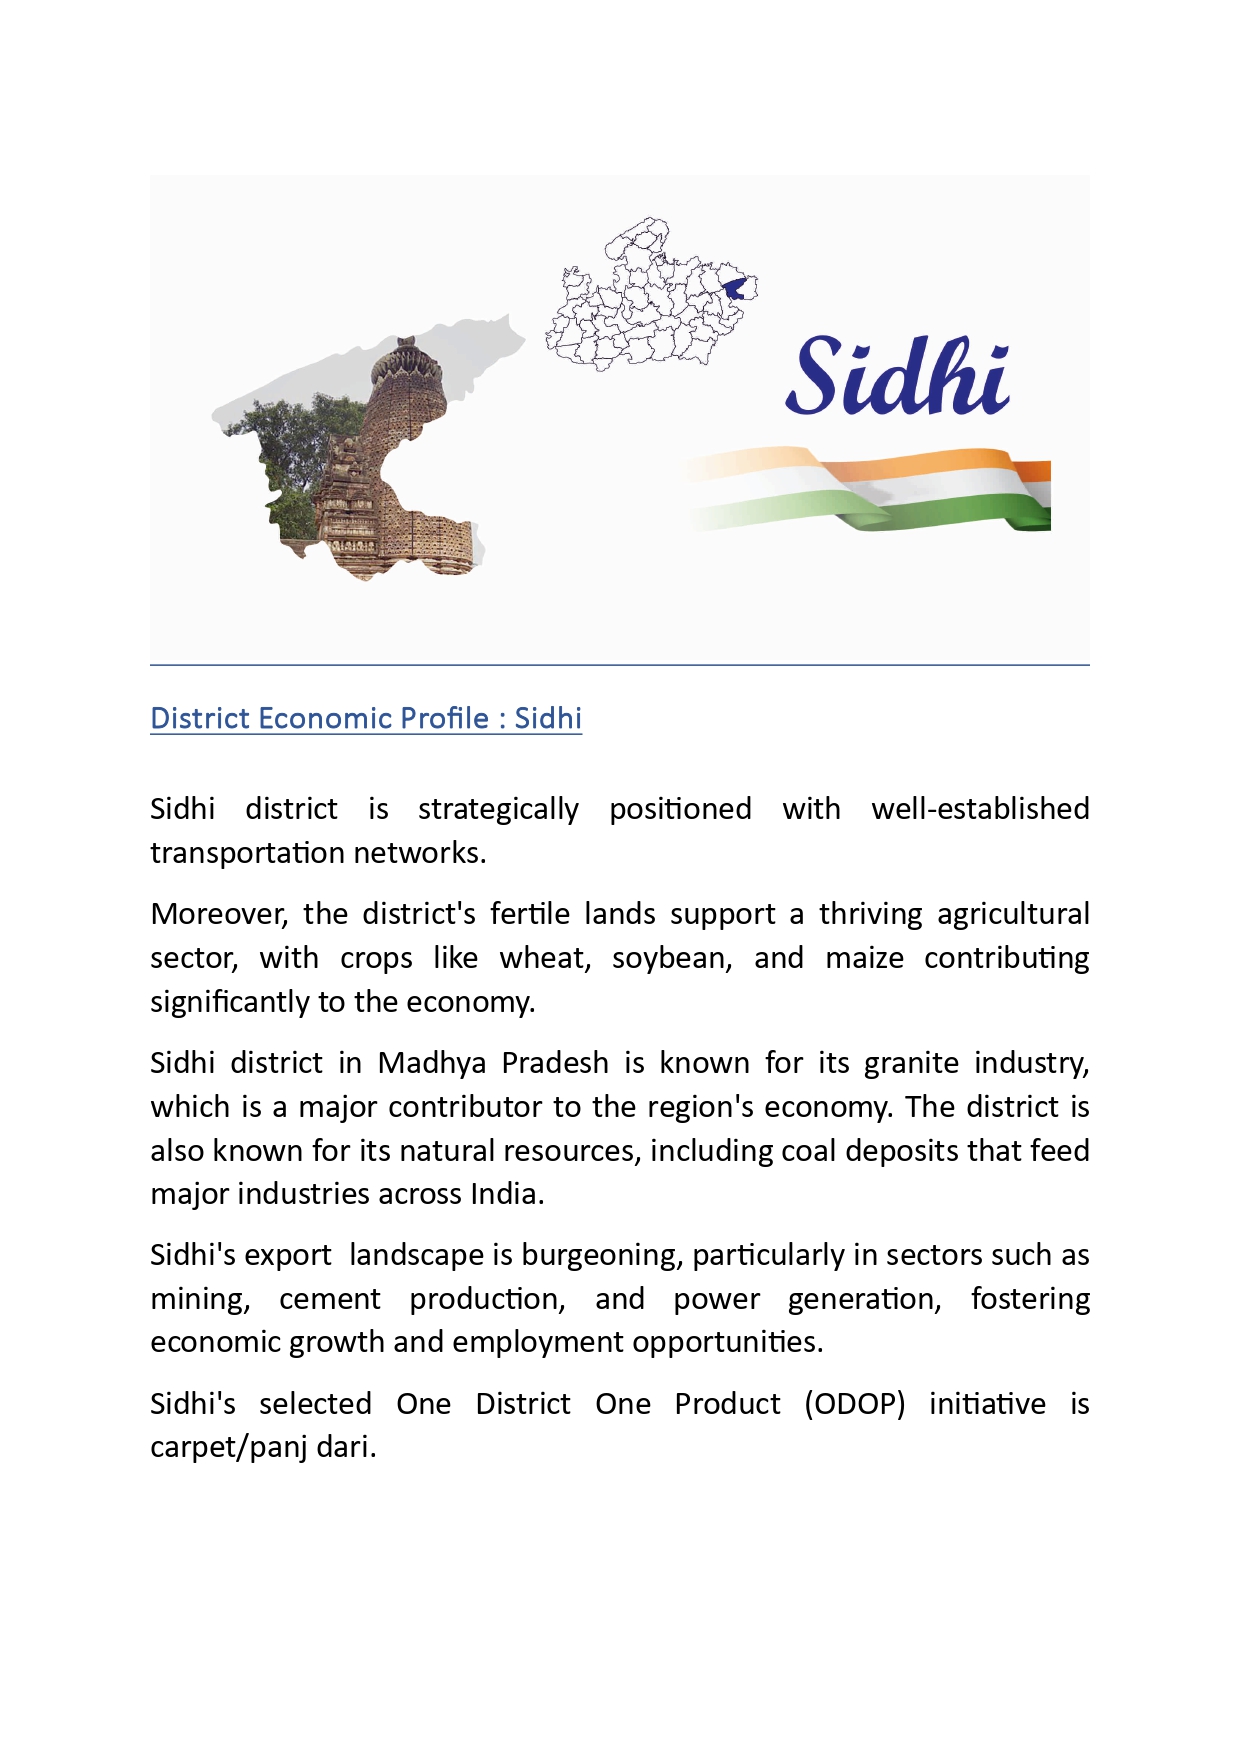 Sidhi
District Economic Profile : Sidhi
Sidhi district is strategically positioned with well-established
transportation networks.
Moreover, the district's fertile lands support a thriving agricultural
sector, with crops like wheat, soybean, and maize contributing
significantly to the economy.
Sidhi district in Madhya Pradesh is known for its granite industry,
which is a major contributor to the region's economy. The district is
also known for its natural resources, including coal deposits that feed
major industries across India.
Sidhi's export  landscape is burgeoning, particularly in sectors such as
mining, cement production, and power generation, fostering
economic growth and employment opportunities.
Sidhi's selected One District One Product (ODOP) initiative is
carpet/panj dari.